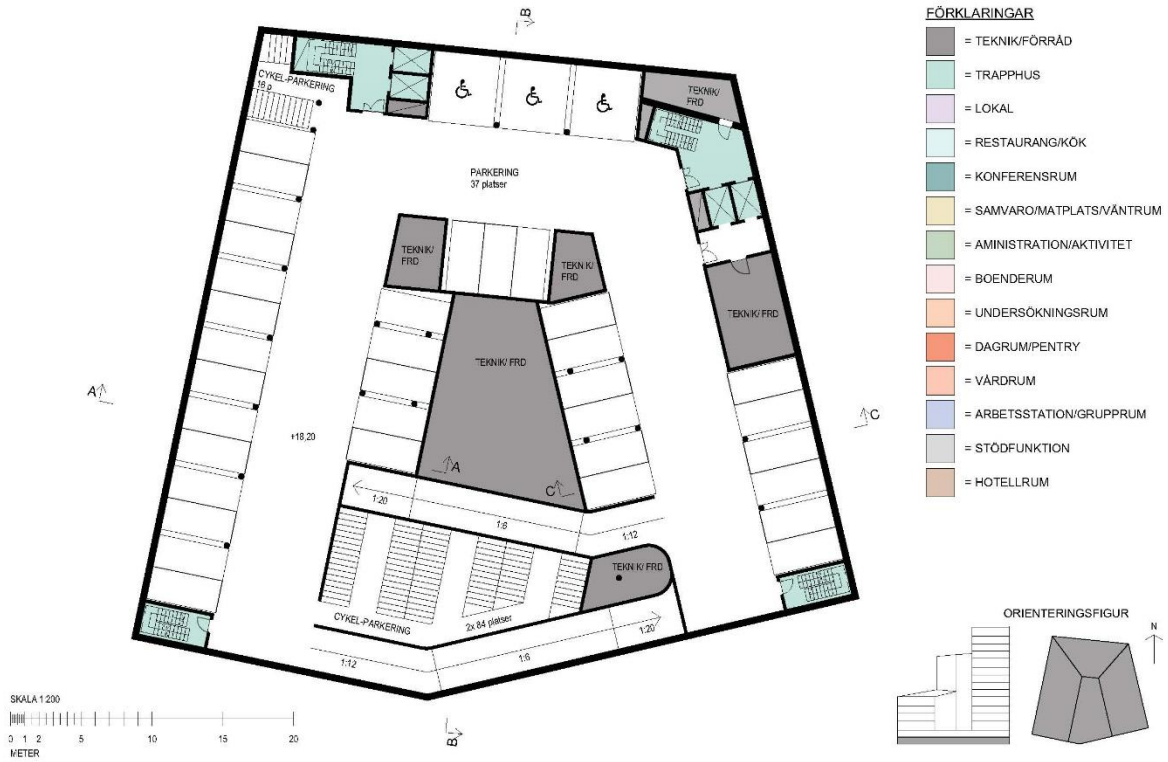 B
B
FÖRKLARINGAR
= TEKNIK/FÖRRÅD
= TRAPPHUS
= LOKAL
= RESTAURANG/KÖK
= KONFERENSRUM
= SAMVARO/MATPLATS/VÄNTRUM
= AMINISTRATION/AKTIVITET
= BOENDERUM
= UNDERSÖKNINGSRUM
= DAGRUM/PENTRY
= VÅRDRUM
= ARBETSSTATION/GRUPPRUM
= STÖDFUNKTION
= HOTELLRUM
CYKEL-PARKERING
16 p
TEKNIK/
FRD
PARKERING
37 platser
TEKNIK/
FRD
TEKNIK/
FRD
TEKNIK/ FRD
TEKNIK/ FRD
A
C
+18,20
A
C
1:20
1:6
1:12
TEKNIK/ FRD
CYKEL-PARKERING
2x 84 platser
1:20
1:12
1:6
ORIENTERINGSFIGUR
N
SKALA 1:200
0 1 2 5 10 15 20
METER
B